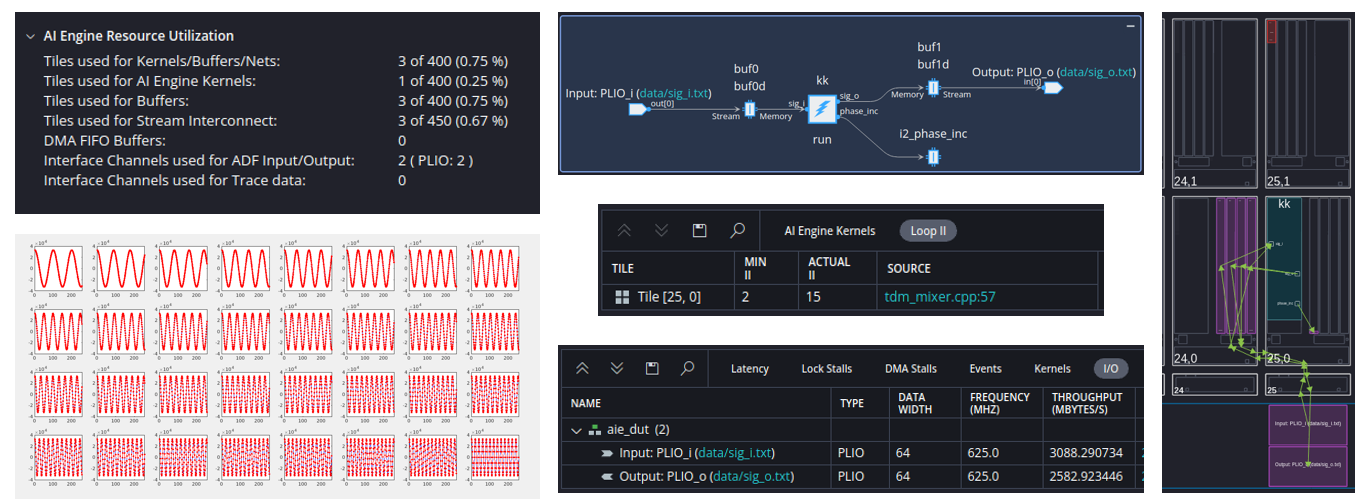 AI Engine Resource Utilization
Tiles used for Kernels/Buffers/Nets: 3 of 400 (0.75 %)
Tiles used for AI Engine Kernels: 1 of 400 (0.25 %)
Tiles used for Buffers: 3 of 400 (0.75 %)
Tiles used for Stream Interconnect: 3 of 450 (0.67 %)
DMA FIFO Buffers: 0
Interface Channels used for ADF Input/Output: 2 ( PLIO: 2 )
Interface Channels used for Trace data: 0
Input: PLIO_i (data/sig_i.txt)
out[0]
buf0
buf0d
Stream Memory
sig_i
kk
run
sig_o
phase_inc
buf1
buf1d
Memory Stream
i2_phase_inc
Output: PLIO_o (data/sig_o.txt)
in[0]
AI Engine Kernels Loop II
TILE MIN II ACTUAL II SOURCE
Tile [25, 0] 2 15 tdm_mixer.cpp:57
Latency Lock Stalls DMA Stalls Events Kernels I/O
NAME TYPE DATA WIDTH FREQUENCY (MHZ) THROUGHPUT (MBYTES/S)
aie_dut (2)
Input: PLIO_i (data/sig_i.txt) PLIO 64 625.0 3088.290734
Output: PLIO_o (data/sig_o.txt) PLIO 64 625.0 2582.923446
24,1 25,1
kk
sig_i
phase_inc
24,0 25,0
24 25
Input: PLIO_i (data/sig_i.txt)
Output: PLIO_o (data/sig_o.txt)